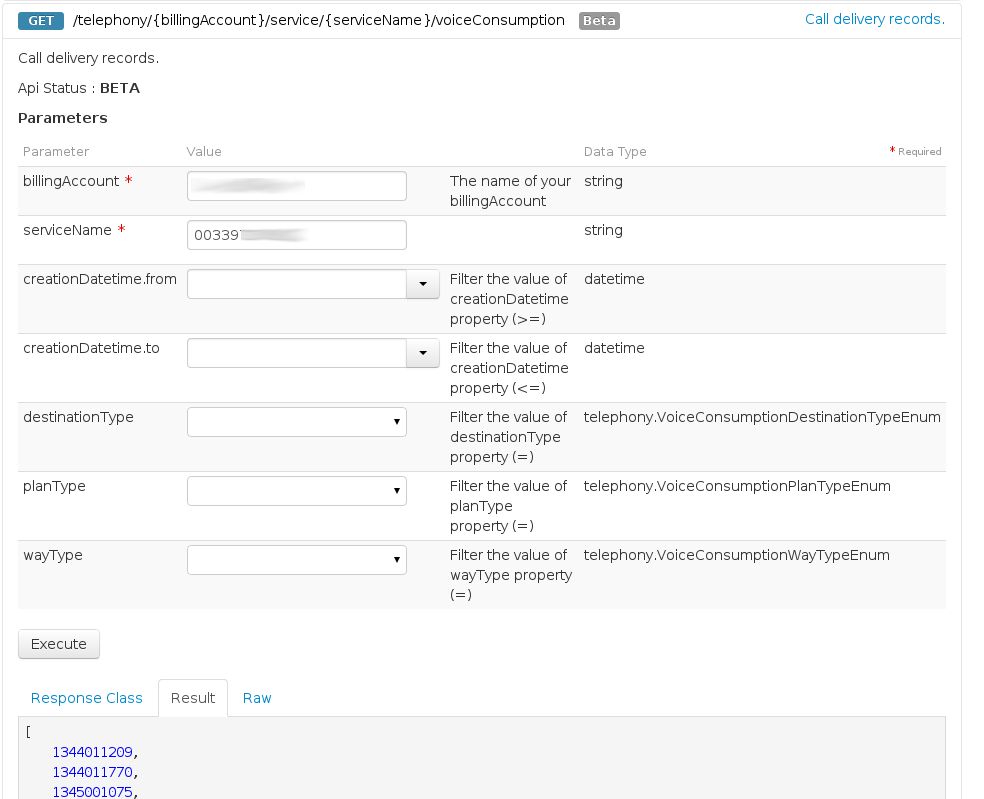 GET /telephony/{billingAccount}/service/{serviceName}/voiceConsumption Beta Call delivery records.
Call delivery records.
Api Status : BETA
Parameters
Parameter Value Data Type * Required
billingAccount * The name of your string
billingAccount
serviceName * 00339 string
creationDatetime.from Filter the value of datetime
creationDatetime
property (>=)
creationDatetime.to Filter the value of datetime
creationDatetime
property (<=)
destinationType Filter the value of telephony.VoiceConsumptionDestinationTypeEnum
destinationType
property (=)
planType Filter the value of telephony.VoiceConsumptionPlanTypeEnum
planType
property (=)
wayType Filter the value of telephony.VoiceConsumptionWayTypeEnum
wayType property
(=)
Execute
Response Class Result Raw
[
1344011209,
1344011770,
1345001075,